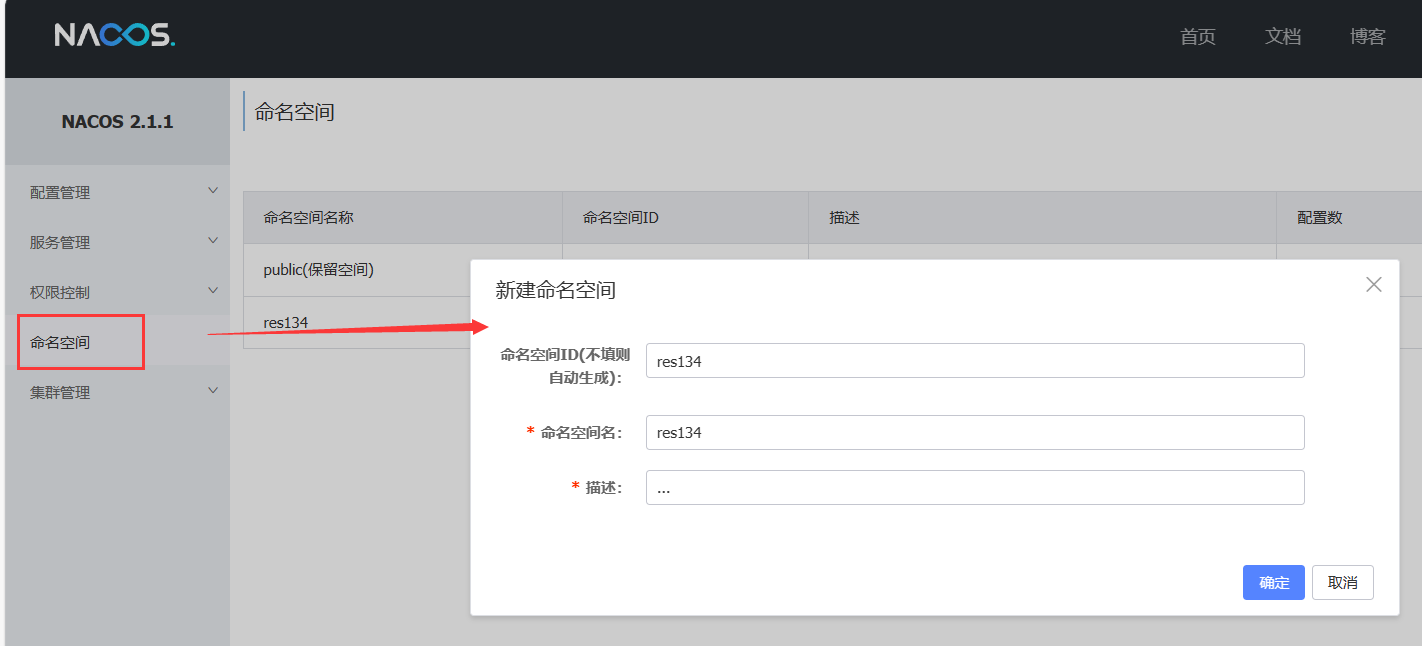 NACOS.
首页
文档
博客
NACOS 2.1.1
配置管理
服务管理
权限控制
命名空间
集群管理
命名空间
命名空间名称
命名空间ID
描述
配置数
public(保留空间)
res134
新建命名空间
命名空间ID(不填则
自动生成):
res134
* 命名空间名:
res134
* 描述:
...
确定
取消